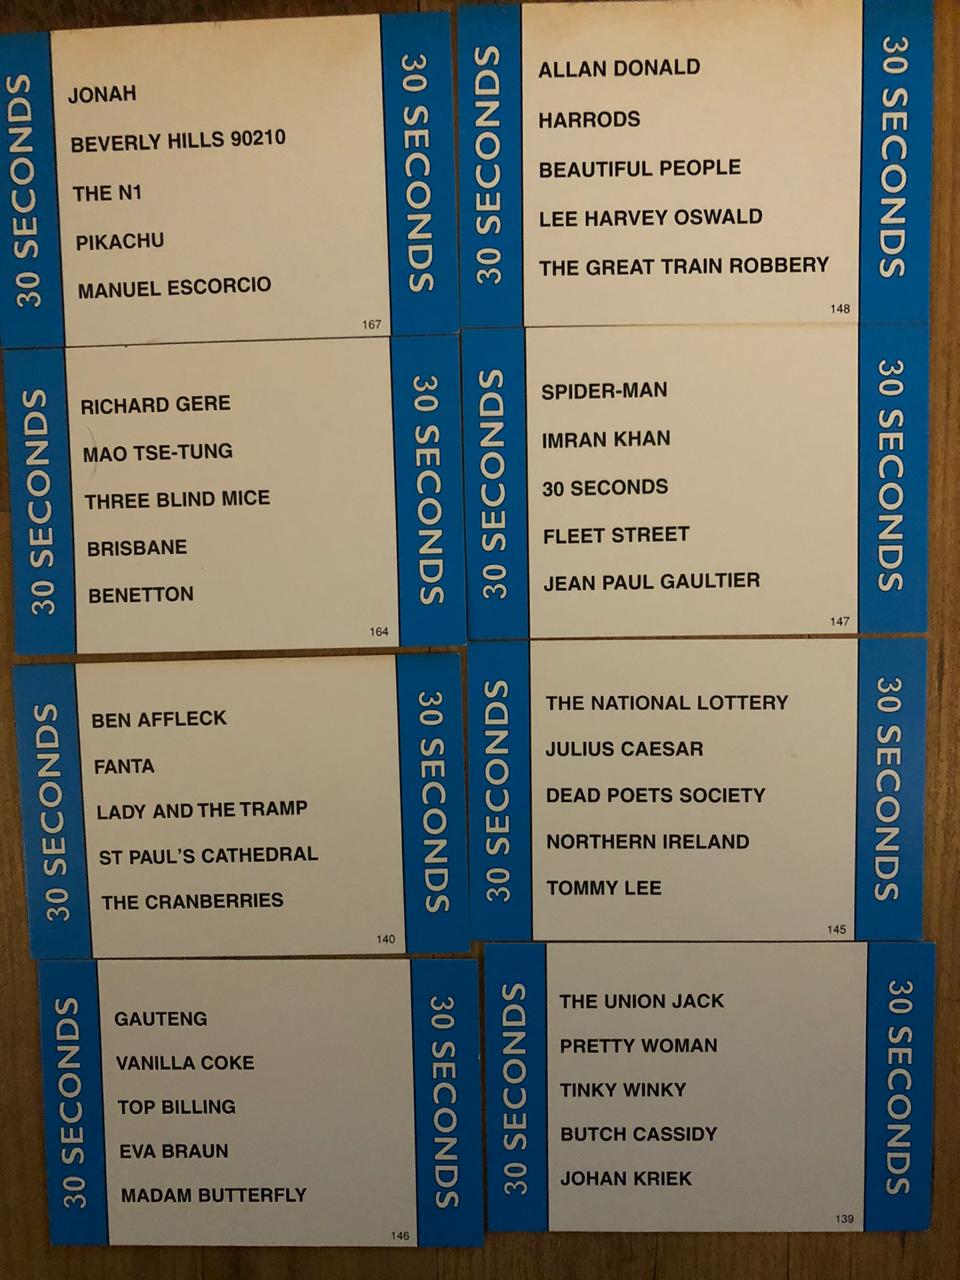 30 SECONDS
JONAH
BEVERLY HILLS 90210
THE N1
PIKACHU
MANUEL ESCORCIO
167
30 SECONDS
30 SECONDS
ALLAN DONALD
HARRODS
BEAUTIFUL PEOPLE
LEE HARVEY OSWALD
THE GREAT TRAIN ROBBERY
148
30 SECONDS
30 SECONDS
RICHARD GERE
MAO TSE-TUNG
THREE BLIND MICE
BRISBANE
BENETTON
164
30 SECONDS
30 SECONDS
SPIDER-MAN
IMRAN KHAN
30 SECONDS
FLEET STREET
JEAN PAUL GAULTIER
147
30 SECONDS
30 SECONDS
BEN AFFLECK
FANTA
LADY AND THE TRAMP
ST PAUL'S CATHEDRAL
THE CRANBERRIES
140
30 SECONDS
30 SECONDS
THE NATIONAL LOTTERY
JULIUS CAESAR
DEAD POETS SOCIETY
NORTHERN IRELAND
TOMMY LEE
145
30 SECONDS
30 SECONDS
GAUTENG
VANILLA COKE
TOP BILLING
EVA BRAUN
MADAM BUTTERFLY
146
30 SECONDS
30 SECONDS
THE UNION JACK
PRETTY WOMAN
TINKY WINKY
BUTCH CASSIDY
JOHAN KRIEK
139
30 SECONDS